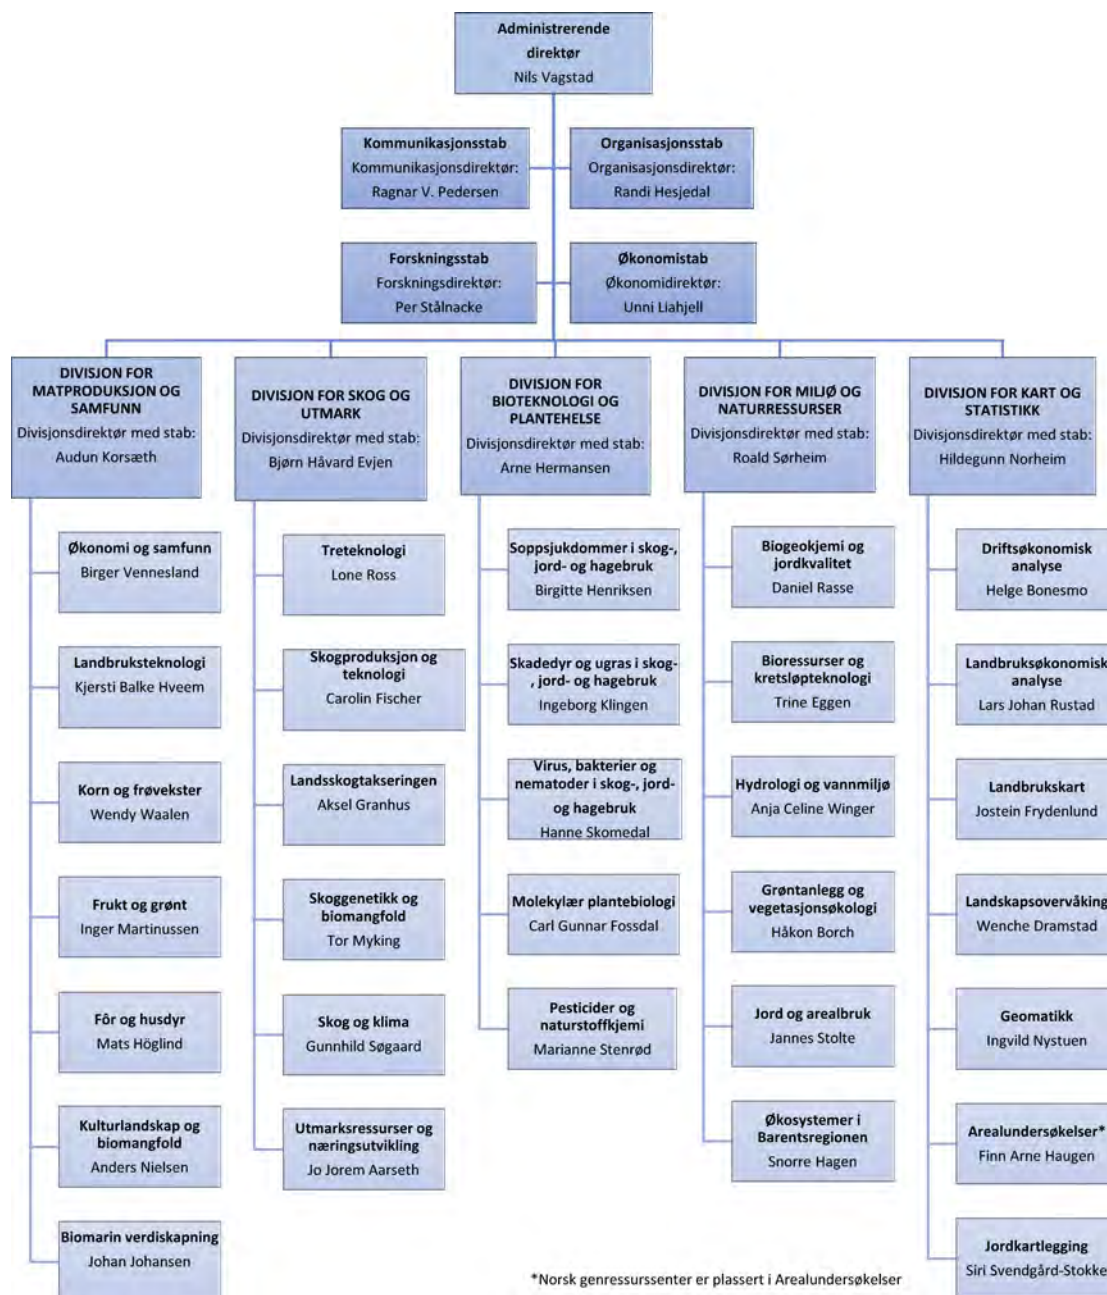 Administrerende
direktør
Nils Vagstad
Kommunikasjonsstab
Kommunikasjonsdirektør:
Ragnar V. Pedersen
Organisasjonsstab
Organisasjonsdirektør:
Randi Hesjedal
Forskningsstab
Forskningsdirektør:
Per Stålnacke
Økonomistab
Økonomidirektør:
Unni Liahjell
DIVISJON FOR
MATPRODUKSJON OG
SAMFUNN
Divisjonsdirektør med stab:
Audun Korsæth
Økonomi og samfunn
Birger Vennesland
Landbruksteknologi
Kjersti Balke Hveem
Korn og frøvekster
Wendy Waalen
Frukt og grønt
Inger Martinussen
Fôr og husdyr
Mats Höglind
Kulturlandskap og
biomangfold
Anders Nielsen
Biomarin verdiskapning
Johan Johansen
DIVISJON FOR SKOG OG
UTMARK
Divisjonsdirektør med stab:
Bjørn Håvard Evjen
Treteknologi
Lone Ross
Skogproduksjon og
teknologi
Carolin Fischer
Landsskogtakseringen
Aksel Granhus
Skoggenetikk og
biomangfold
Tor Myking
Skog og klima
Gunnhild Søgaard
Utmarksressurser og
næringsutvikling
Jo Jorem Aarseth
DIVISJON FOR
BIOTEKNOLOGI OG
PLANTEHELSE
Divisjonsdirektør med stab:
Arne Hermansen
Soppsjukdommer i skog-,
jord- og hagebruk
Birgitte Henriksen
Skadedyr og ugras i skog-
, jord- og hagebruk
Ingeborg Klingen
Virus, bakterier og
nematoder i skog-, jord-
og hagebruk
Hanne Skomedal
Molekylær plantebiologi
Carl Gunnar Fossdal
Pesticider og
naturstoffkjemi
Marianne Stenrød
DIVISJON FOR MILJØ OG
NATURRESSURSER
Divisjonsdirektør med stab:
Roald Sørheim
Biogeokjemi og
jordkvalitet
Daniel Rasse
Bioressurser og
kretsløpteknologi
Trine Eggen
Hydrologi og vannmiljø
Anja Celine Winger
Grøntanlegg og
vegetasjonsøkologi
Håkon Borch
Jord og arealbruk
Jannes Stolte
Økosystemer i
Barentsregionen
Snorre Hagen
DIVISJON FOR KART OG
STATISTIKK
Divisjonsdirektør med stab:
Hildegunn Norheim
Driftsøkonomisk
analyse
Helge Bonesmo
Landbruksøkonomisk
analyse
Lars Johan Rustad
Landbrukskart
Jostein Frydenlund
Landskapsovervåking
Wenche Dramstad
Geomatikk
Ingvild Nystuen
Arealundersøkelser*
Finn Arne Haugen
Jordkartlegging
Siri Svendgård-Stokke
*Norsk genressurssenter er plassert i Arealundersøkelser